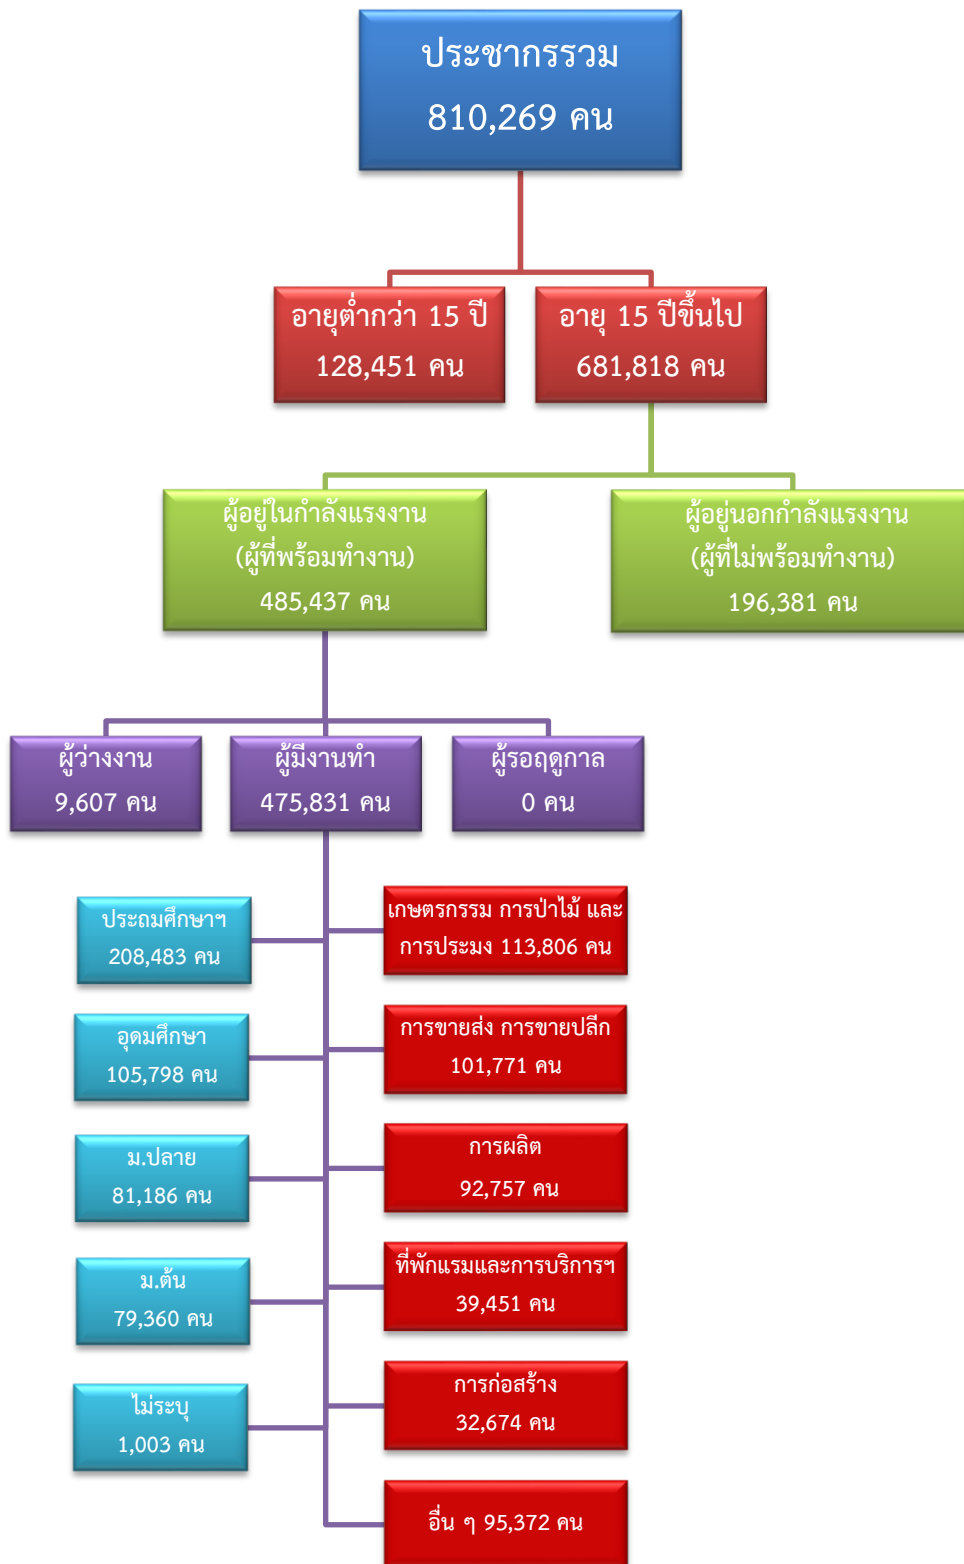 ประชากรรวม
810,269 คน
อายุต่ำกว่า 15 ปี
128,451 คน
อายุ 15 ปีขึ้นไป
681,818 คน
ผู้อยู่ในกำลังแรงงาน
(ผู้ที่พร้อมทำงาน)
485,437 คน
ผู้อยู่นอกกำลังแรงงาน
(ผู้ที่ไม่พร้อมทำงาน)
196,381 คน
ผู้ว่างงาน
9,607 คน
ผู้มีงานทำ
475,831 คน
ผู้รอฤดูกาล
0 คน
ประถมศึกษาฯ
208,483 คน
อุดมศึกษา
105,798 คน
ม.ปลาย
81,186 คน
ม.ต้น
79,360 คน
ไม่ระบุ
1,003 คน
เกษตรกรรม การป่าไม้ และ
การประมง 113,806 คน
การขายส่ง การขายปลีก
101,771 คน
การผลิต
92,757 คน
ที่พักแรมและการบริการฯ
39,451 คน
การก่อสร้าง
32,674 คน
อื่น ๆ 95,372 คน